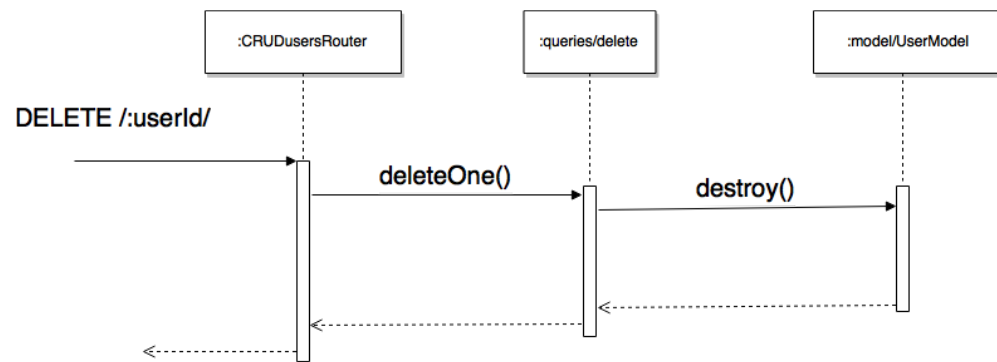 :CRUDusersRouter
:queries/delete
:model/UserModel
DELETE /:userId/
deleteOne()
destroy()